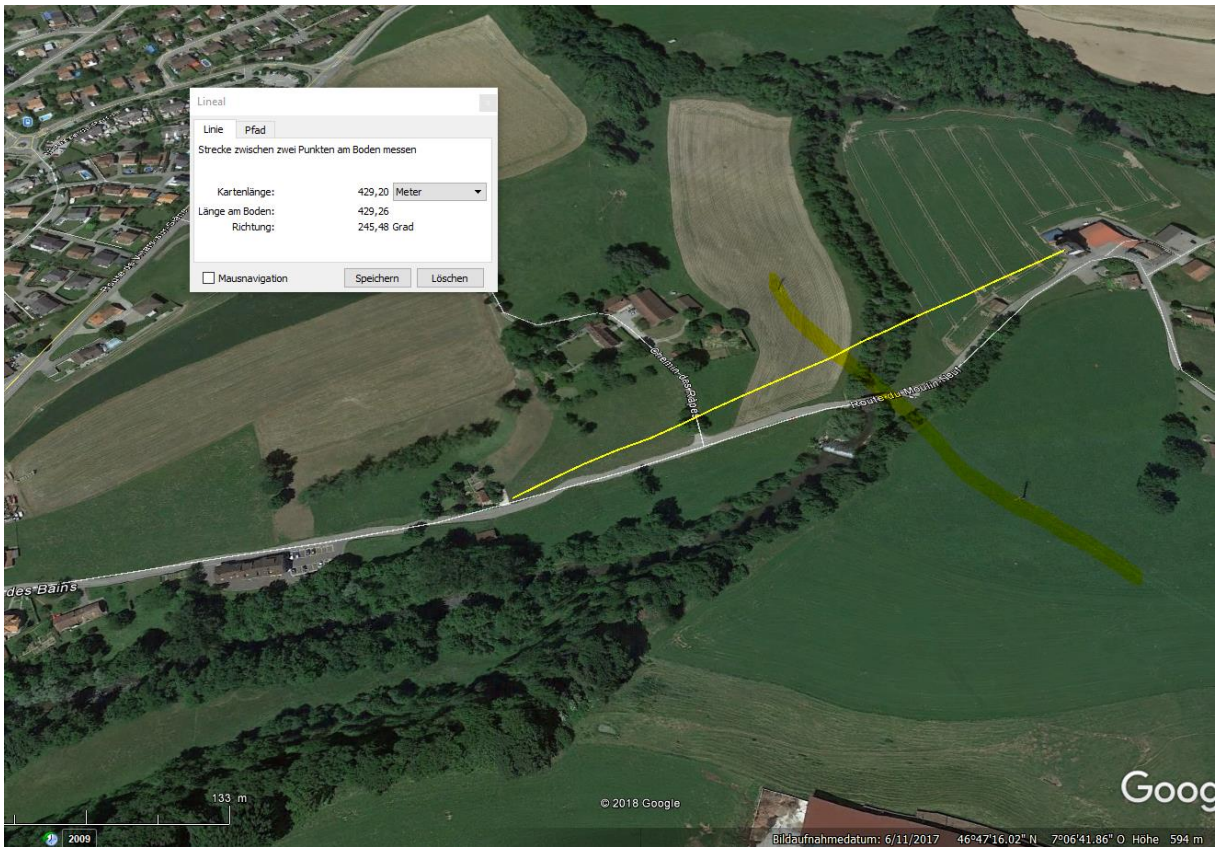 Lineal
Linie Pfad
Strecke zwischen zwei Punkten am Boden messen
Kartenlänge: 429,20 Meter
Länge am Boden: 429,26
Richtung: 245,48 Grad
Mausnavigation Speichern Löschen
Chemin des Râpes
Route du Moulin Neuf
des Bains
133 m
© 2018 Google
Goog
2009
Bildaufnahmedatum: 6/11/2017 46°47'16.02" N 7°06'41.86" O Höhe 594 m